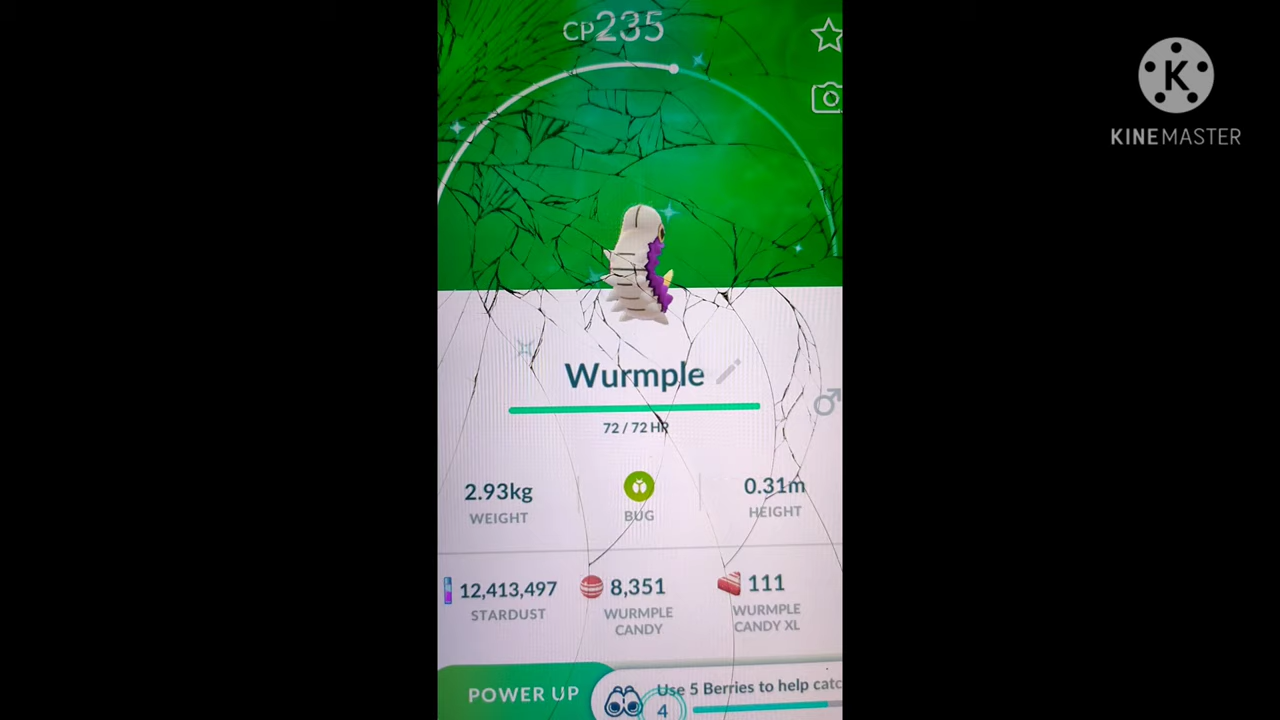 CP235
KINEMASTER
Wurmple
72 / 72 HP
2.93kg
WEIGHT
BUG
0.31m
HEIGHT
12,413,497
STARDUST
8,351
WURMPLE
CANDY
111
WURMPLE
CANDY XL
POWER UP
Use 5 Berries to help catc
4